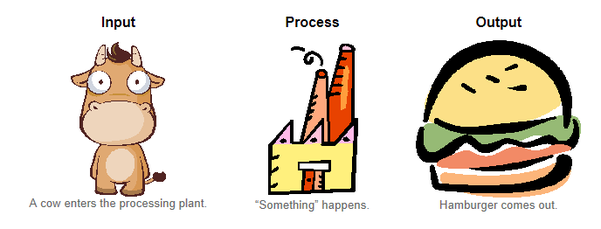 Input
Process
Output
A cow enters the processing plant.
“Something” happens.
Hamburger comes out.